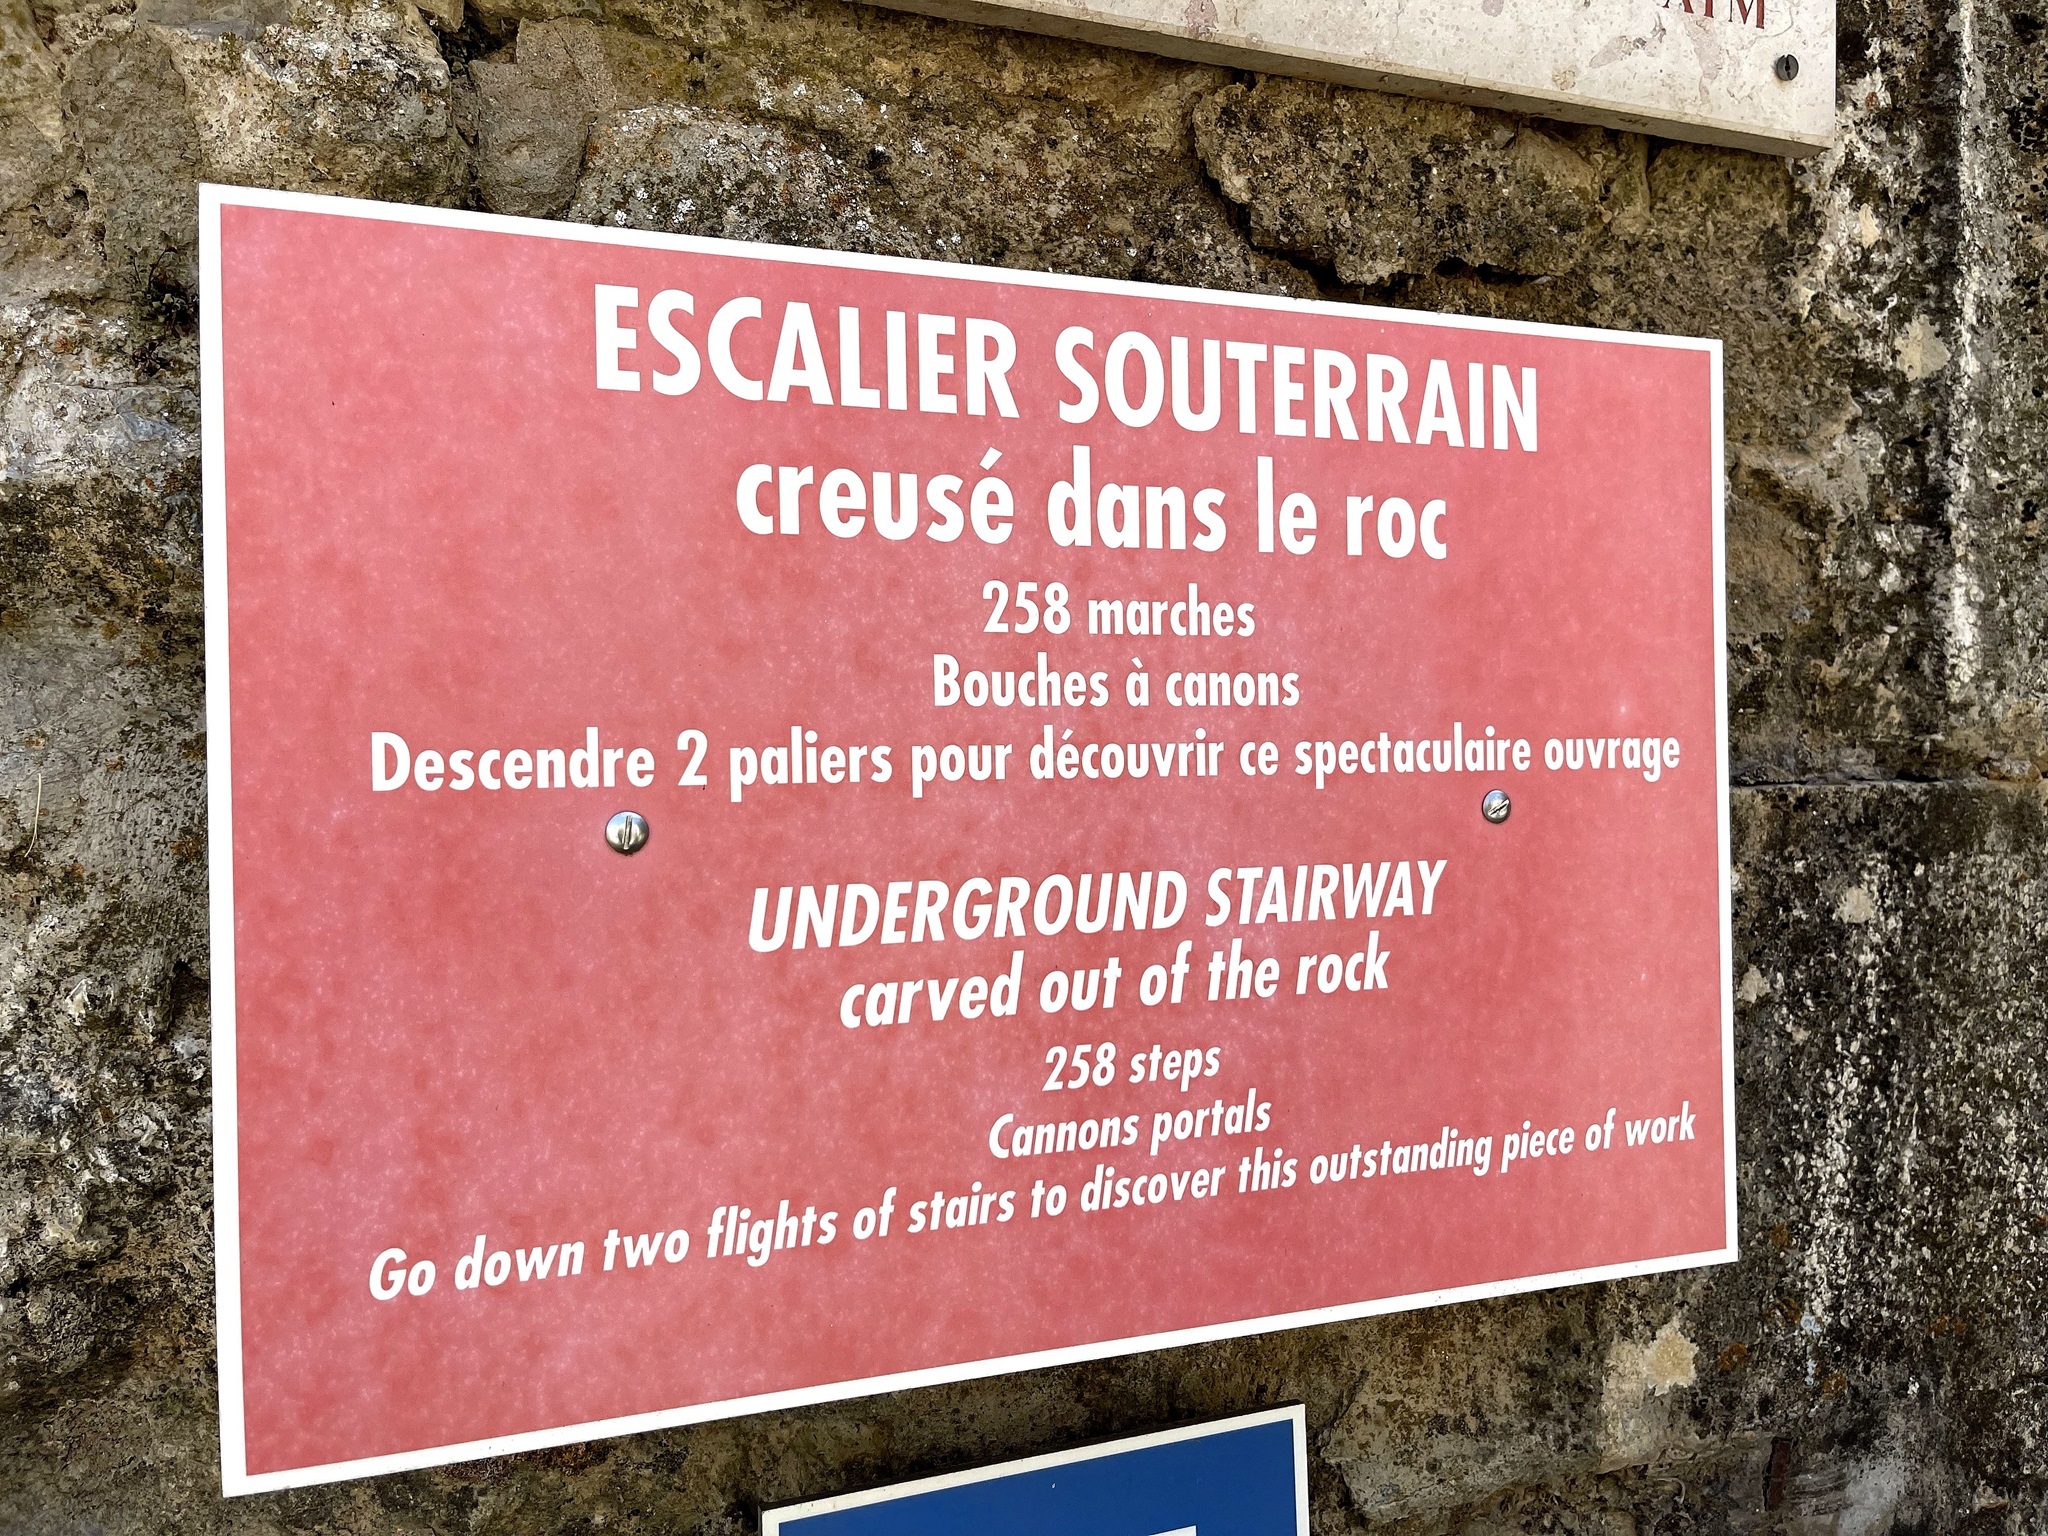 ESCALIER SOUTERRAIN
creusé dans le roc
258 marches
Bouches à canons
Descendre 2 paliers pour découvrir ce spectaculaire ouvrage
UNDERGROUND STAIRWAY
carved out of the rock
258 steps
Cannons portals
Go down two flights of stairs to discover this outstanding piece of work